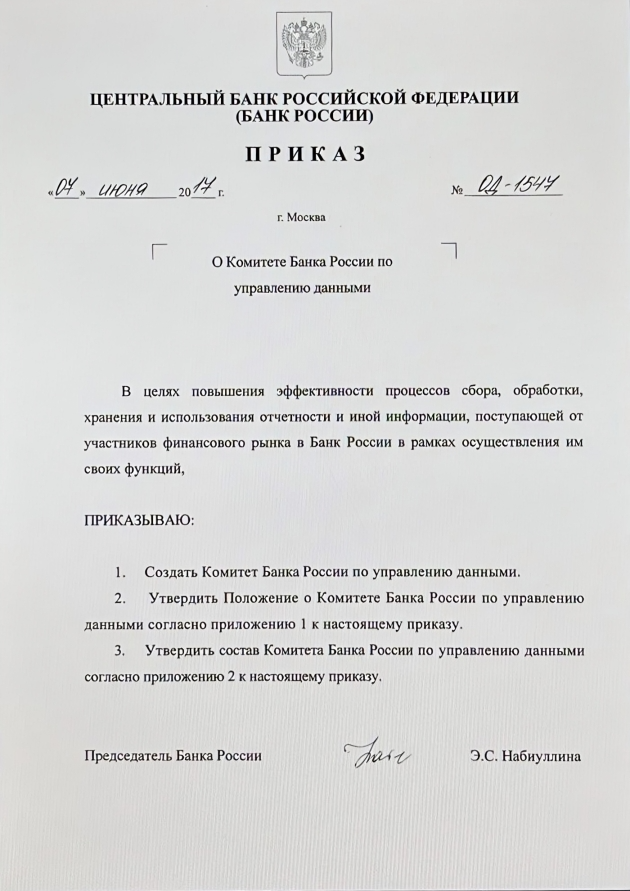 ЦЕНТРАЛЬНЫЙ БАНК РОССИЙСКОЙ ФЕДЕРАЦИИ
(БАНК РОССИИ)
ПРИКАЗ
«07» июня 2017 г. № ОД-1547
г. Москва
О Комитете Банка России по
управлению данными
В целях повышения эффективности процессов сбора, обработки,
хранения и использования отчетности и иной информации, поступающей от
участников финансового рынка в Банк России в рамках осуществления им
своих функций,
ПРИКАЗЫВАЮ:
1. Создать Комитет Банка России по управлению данными.
2. Утвердить Положение о Комитете Банка России по управлению
данными согласно приложению 1 к настоящему приказу.
3. Утвердить состав Комитета Банка России по управлению данными
согласно приложению 2 к настоящему приказу.
Председатель Банка России Э.С. Набиуллина